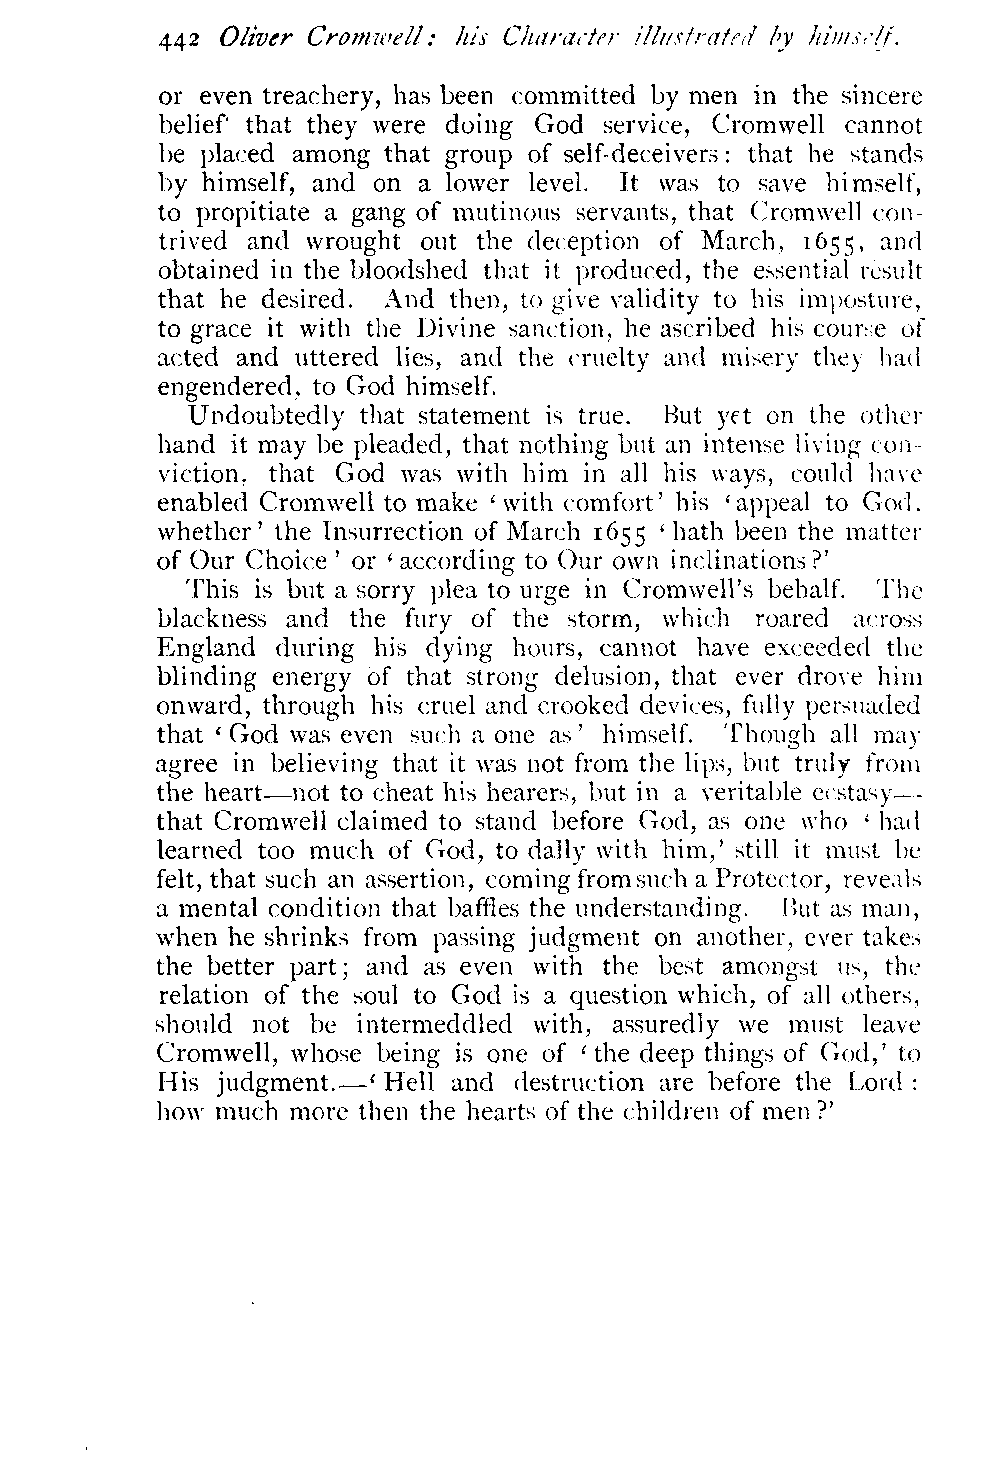 442 Oliver Cromwell: his Character illustrated by himself.
or even treachery, has been committed by men in the sincere
belief that they were doing God service, Cromwell cannot
be placed among that group of self-deceivers: that he stands
by himself, and on a lower level. It was to save himself,
to propitiate a gang of mutinous servants, that Cromwell con-
trived and wrought out the deception of March, 1655, and
obtained in the bloodshed that it produced, the essential result
that he desired. And then, to give validity to his imposture,
to grace it with the Divine sanction, he ascribed his course of
acted and uttered lies, and the cruelty and misery they had
engendered, to God himself.
Undoubtedly that statement is true. But yet on the other
hand it may be pleaded, that nothing but an intense living con-
viction, that God was with him in all his ways, could have
enabled Cromwell to make ‘with comfort’ his ‘appeal to God.
whether’ the Insurrection of March 1655 ‘hath been the matter
of Our Choice’ or ‘according to Our own inclinations?’
This is but a sorry plea to urge in Cromwell's behalf. The
blackness and the fury of the storm, which roared across
England during his dying hours, cannot have exceeded the
blinding energy of that strong delusion, that ever drove him
onward, through his cruel and crooked devices, fully persuaded
that ‘God was even such a one as’ himself. Though all may
agree in believing that it was not from the lips, but truly from
the heart—not to cheat his hearers, but in a veritable ecstasy—
that Cromwell claimed to stand before God, as one who ‘had
learned too much of God, to dally with him,’ still it must be
felt, that such an assertion, coming from such a Protector, reveals
a mental condition that baffles the understanding. But as man,
when he shrinks from passing judgment on another, ever takes
the better part; and as even with the best amongst us, the
relation of the soul to God is a question which, of all others,
should not be intermeddled with, assuredly we must leave
Cromwell, whose being is one of ‘the deep things of God,’ to
His judgment.—‘Hell and destruction are before the Lord:
how much more then the hearts of the children of men?’